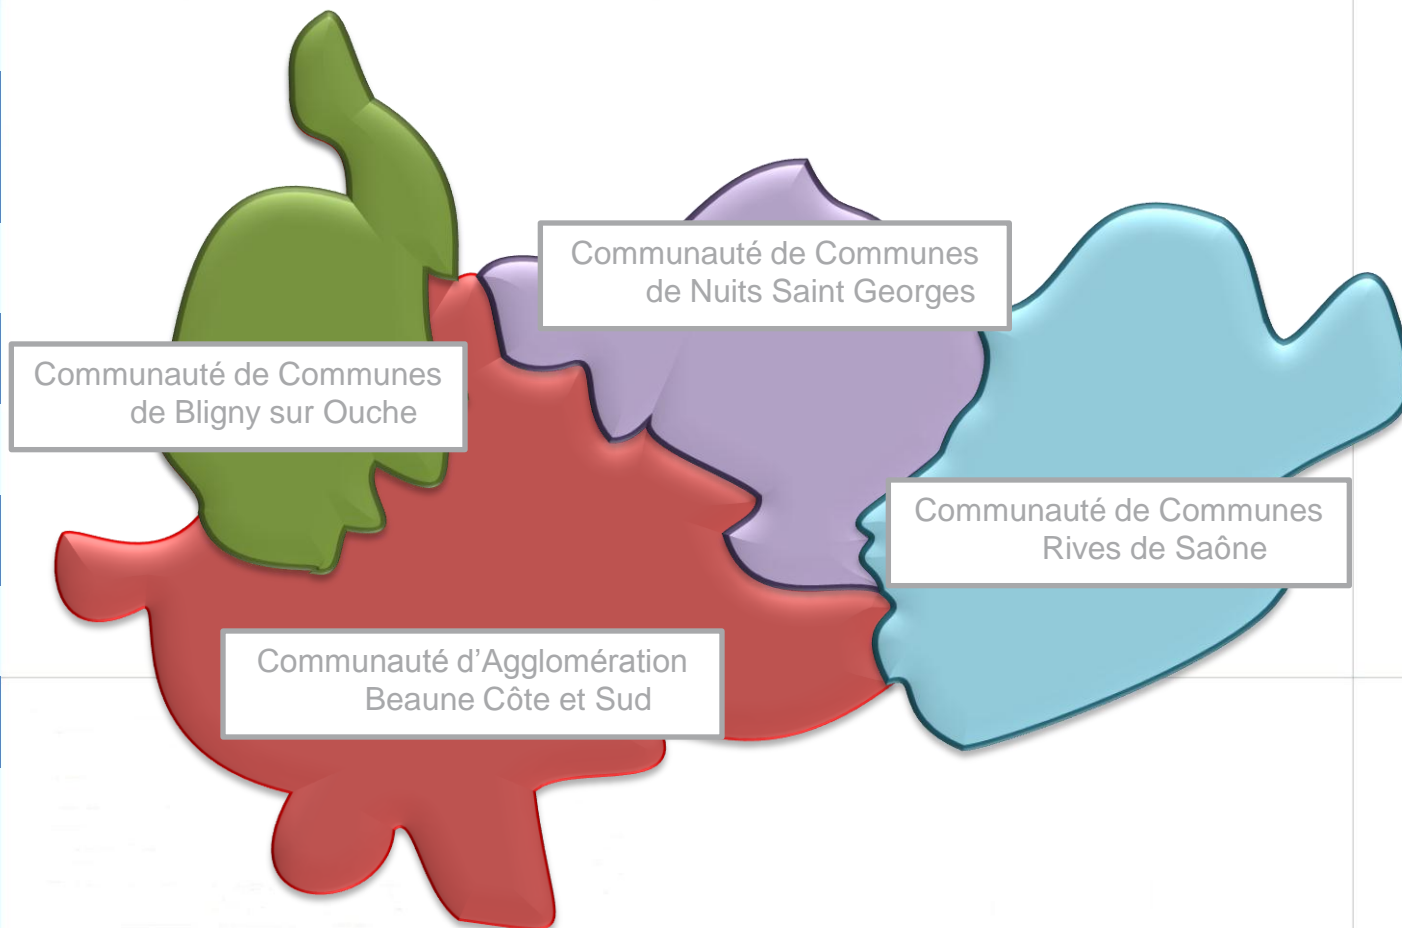 Communauté de Communes
de Nuits Saint Georges
Communauté de Communes
de Bligny sur Ouche
Communauté de Communes
Rives de Saône
Communauté d’Agglomération
Beaune Côte et Sud